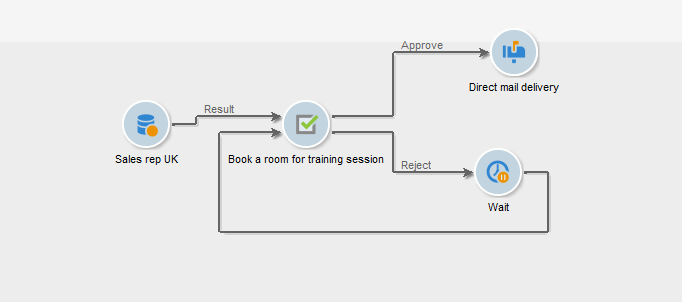 Approve
Direct mail delivery
Result
Sales rep UK
Book a room for training session
Reject
Wait